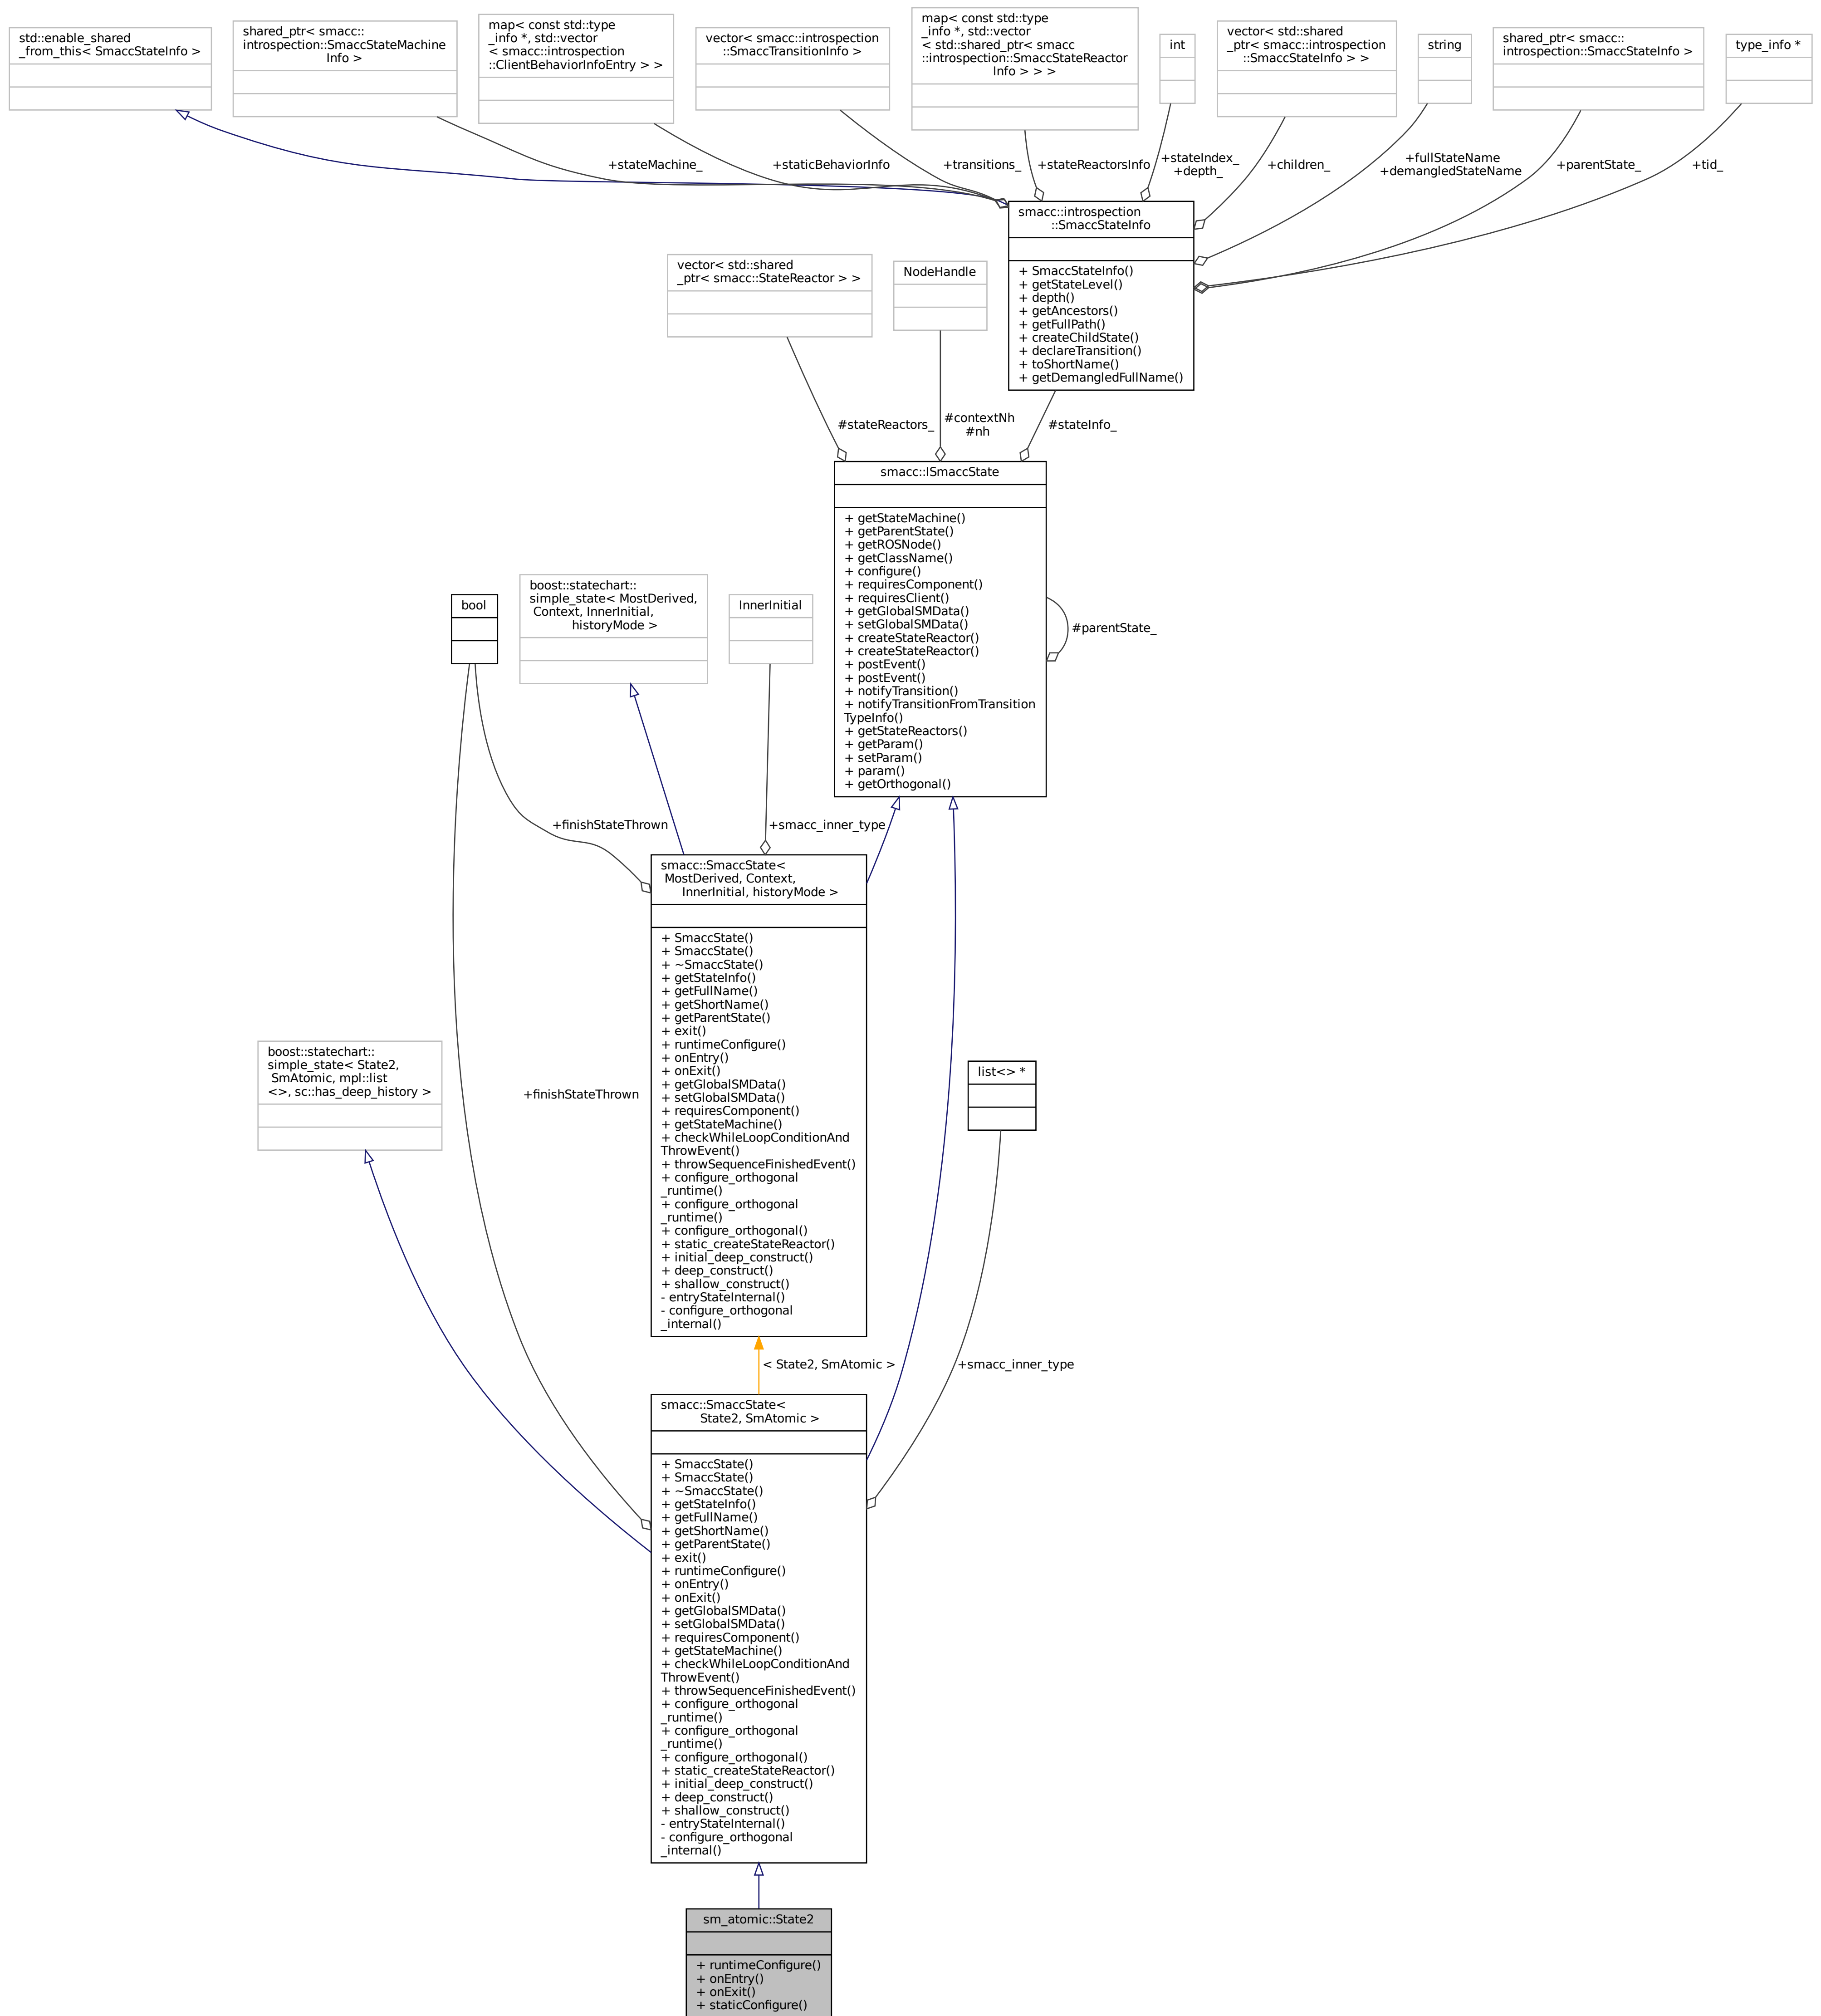 std::enable_shared
_from_this< SmaccStateInfo >
shared_ptr< smacc::
introspection::SmaccStateMachine
Info >
map< const std::type
_info *, std::vector
< smacc::introspection
::ClientBehaviorInfoEntry > >
vector< smacc::introspection
::SmaccTransitionInfo >
map< const std::type
_info *, std::vector
< std::shared_ptr< smacc
::introspection::SmaccStateReactor
Info > > >
int
vector< std::shared
_ptr< smacc::introspection
::SmaccStateInfo > >
string
shared_ptr< smacc::
introspection::SmaccStateInfo >
type_info *
+stateMachine_
+staticBehaviorInfo
+transitions_
+stateReactorsInfo
+stateIndex_
+depth_
+children_
+fullStateName
+demangledStateName
+parentState_
+tid_
smacc::introspection
::SmaccStateInfo
+ SmaccStateInfo()
+ getStateLevel()
+ depth()
+ getAncestors()
+ getFullPath()
+ createChildState()
+ declareTransition()
+ toShortName()
+ getDemangledFullName()
vector< std::shared
_ptr< smacc::StateReactor > >
NodeHandle
#stateReactors_
#contextNh
#nh
#stateInfo_
smacc::ISmaccState
+ getStateMachine()
+ getParentState()
+ getROSNode()
+ getClassName()
+ configure()
+ requiresComponent()
+ requiresClient()
+ getGlobalSMData()
+ setGlobalSMData()
+ createStateReactor()
+ createStateReactor()
+ postEvent()
+ postEvent()
+ notifyTransition()
+ notifyTransitionFromTransition
TypeInfo()
+ getStateReactors()
+ getParam()
+ setParam()
+ param()
+ getOrthogonal()
#parentState_
bool
boost::statechart::
simple_state< MostDerived,
Context, InnerInitial,
historyMode >
InnerInitial
+finishStateThrown
+smacc_inner_type
smacc::SmaccState<
MostDerived, Context,
InnerInitial, historyMode >
+ SmaccState()
+ SmaccState()
+ ~SmaccState()
+ getStateInfo()
+ getFullName()
+ getShortName()
+ getParentState()
+ exit()
+ runtimeConfigure()
+ onEntry()
+ onExit()
+ getGlobalSMData()
+ setGlobalSMData()
+ requiresComponent()
+ getStateMachine()
+ checkWhileLoopConditionAnd
ThrowEvent()
+ throwSequenceFinishedEvent()
+ configure_orthogonal
_runtime()
+ configure_orthogonal
_runtime()
+ configure_orthogonal()
+ static_createStateReactor()
+ initial_deep_construct()
+ deep_construct()
+ shallow_construct()
- entryStateInternal()
- configure_orthogonal
_internal()
boost::statechart::
simple_state< State2,
SmAtomic, mpl::list
<>, sc::has_deep_history >
+finishStateThrown
list<> *
< State2, SmAtomic >
+smacc_inner_type
smacc::SmaccState<
State2, SmAtomic >
+ SmaccState()
+ SmaccState()
+ ~SmaccState()
+ getStateInfo()
+ getFullName()
+ getShortName()
+ getParentState()
+ exit()
+ runtimeConfigure()
+ onEntry()
+ onExit()
+ getGlobalSMData()
+ setGlobalSMData()
+ requiresComponent()
+ getStateMachine()
+ checkWhileLoopConditionAnd
ThrowEvent()
+ throwSequenceFinishedEvent()
+ configure_orthogonal
_runtime()
+ configure_orthogonal
_runtime()
+ configure_orthogonal()
+ static_createStateReactor()
+ initial_deep_construct()
+ deep_construct()
+ shallow_construct()
- entryStateInternal()
- configure_orthogonal
_internal()
sm_atomic::State2
+ runtimeConfigure()
+ onEntry()
+ onExit()
+ staticConfigure()